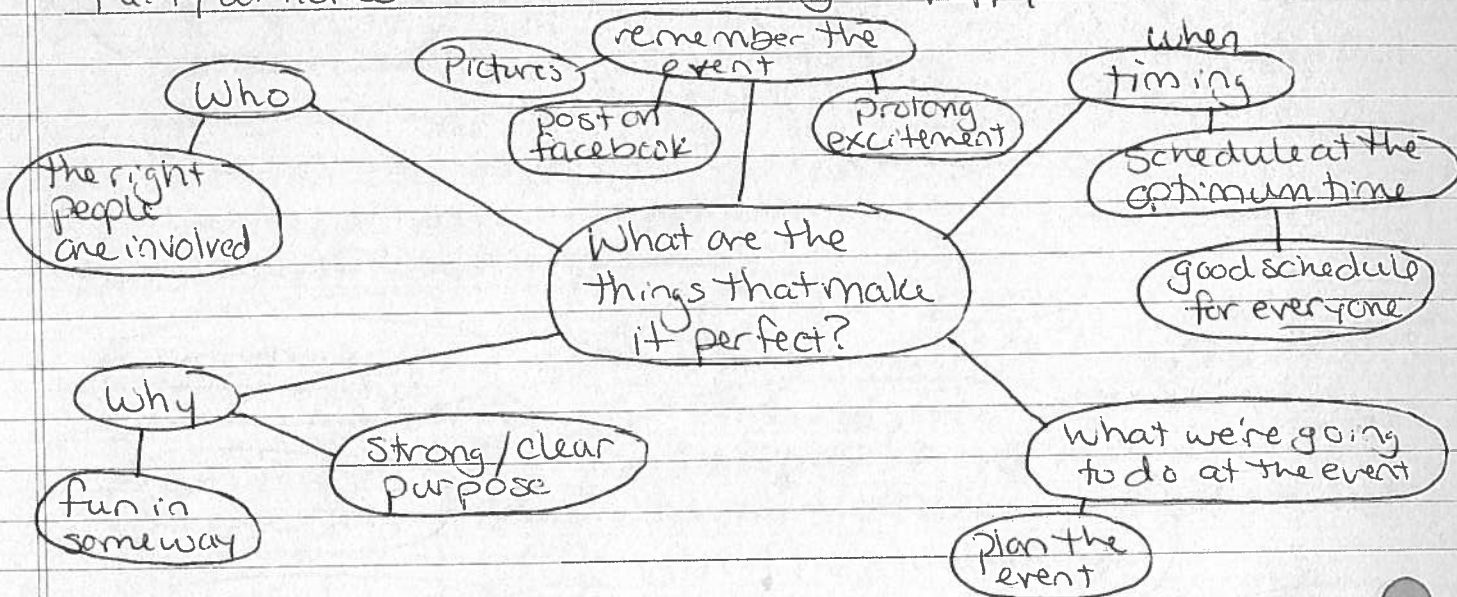 remember the
event
Pictures
post on
facebook
prolong
excitement
when
timing
schedule at the
optimum time
good schedule
for everyone
Who
the right
people
are involved
What are the
things that make
it perfect?
Why
fun in
some way
strong/clear
purpose
What we're going
to do at the event
plan the
event